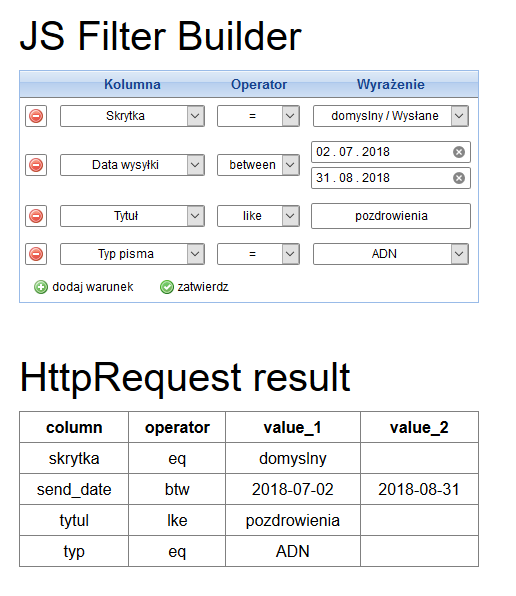 JS Filter Builder
Kolumna Operator Wyrażenie
Skrytka = domyslny / Wysłane
Data wysyłki between 02 . 07 . 2018
31 . 08 . 2018
Tytuł like pozdrowienia
Typ pisma = ADN
dodaj warunek zatwierdz
HttpRequest result
column operator value_1 value_2
skrytka eq domyslny
send_date btw 2018-07-02 2018-08-31
tytul lke pozdrowienia
typ eq ADN